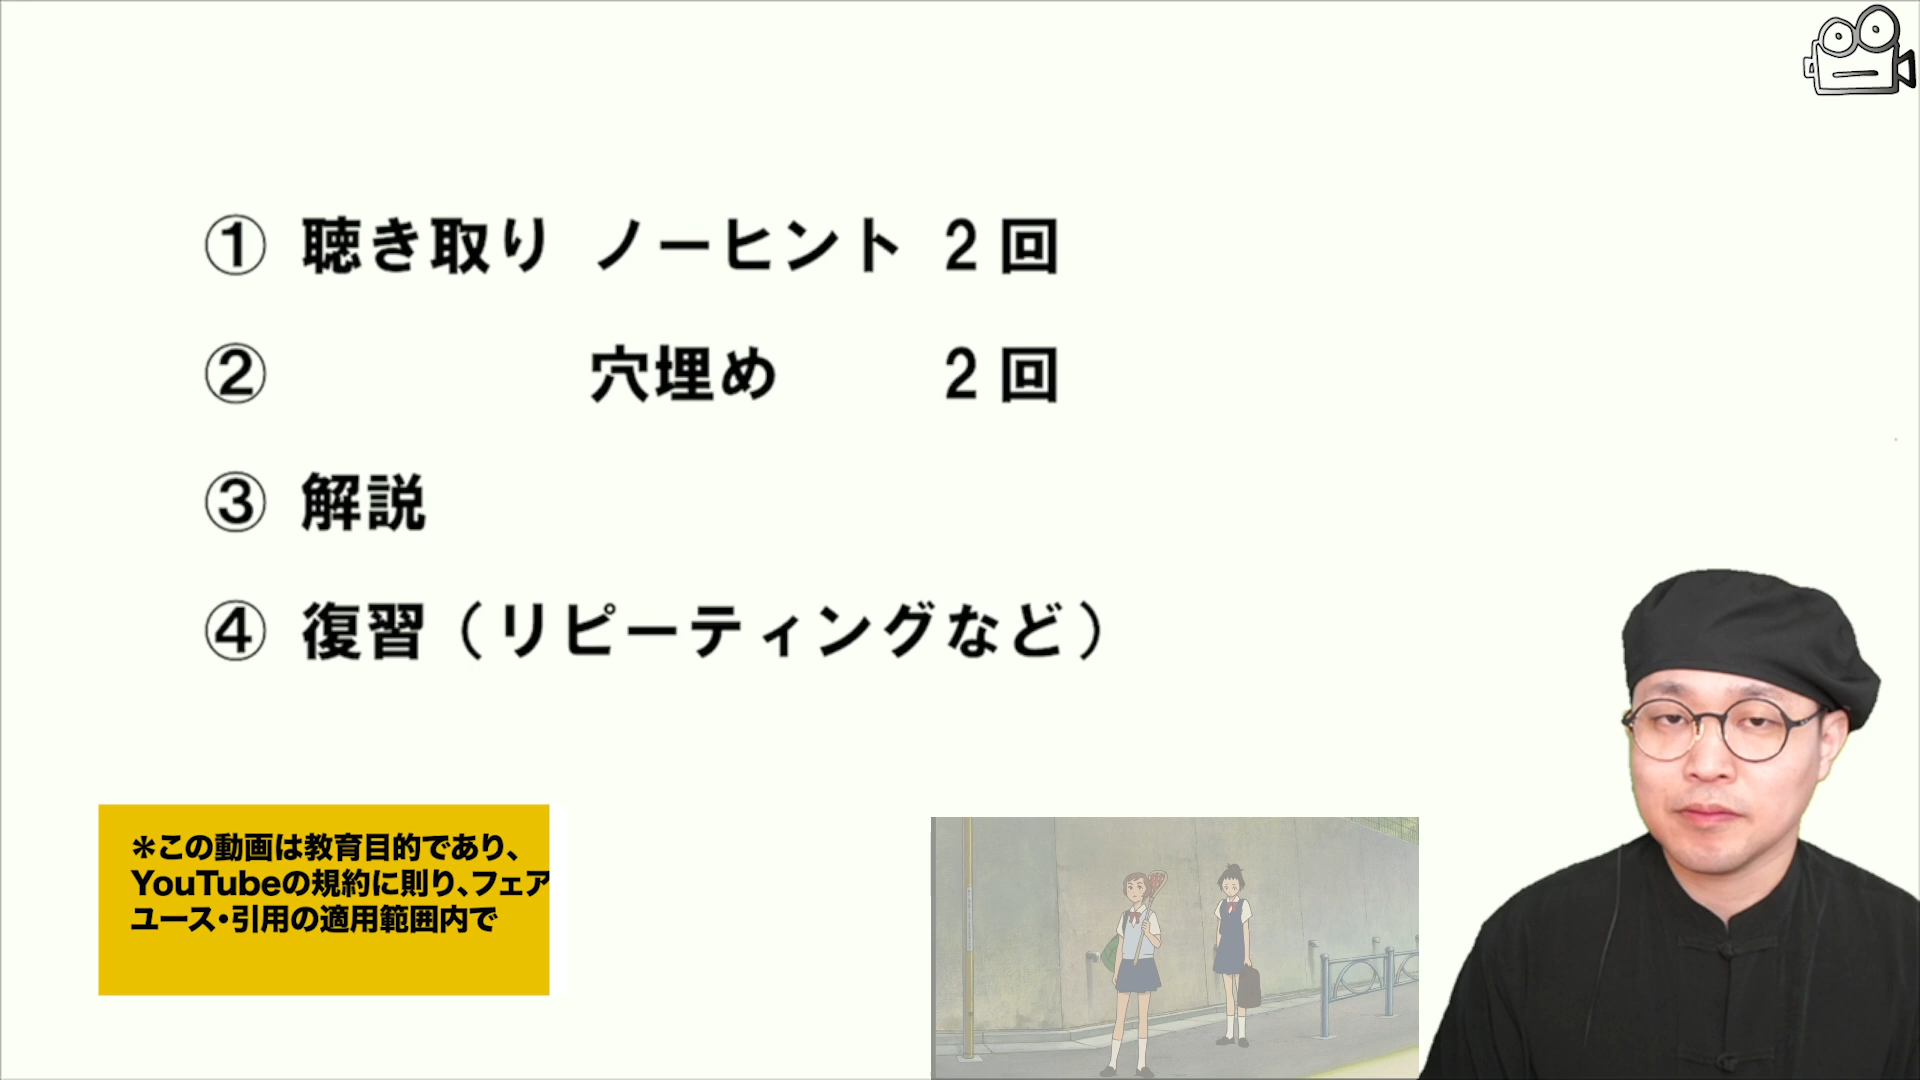 ① 聴き取り ノーヒント 2回
② 穴埋め 2回
③ 解説
④ 復習（リピーティングなど）
＊この動画は教育目的であり、
YouTubeの規約に則り、フェア
ユース・引用の適用範囲内で